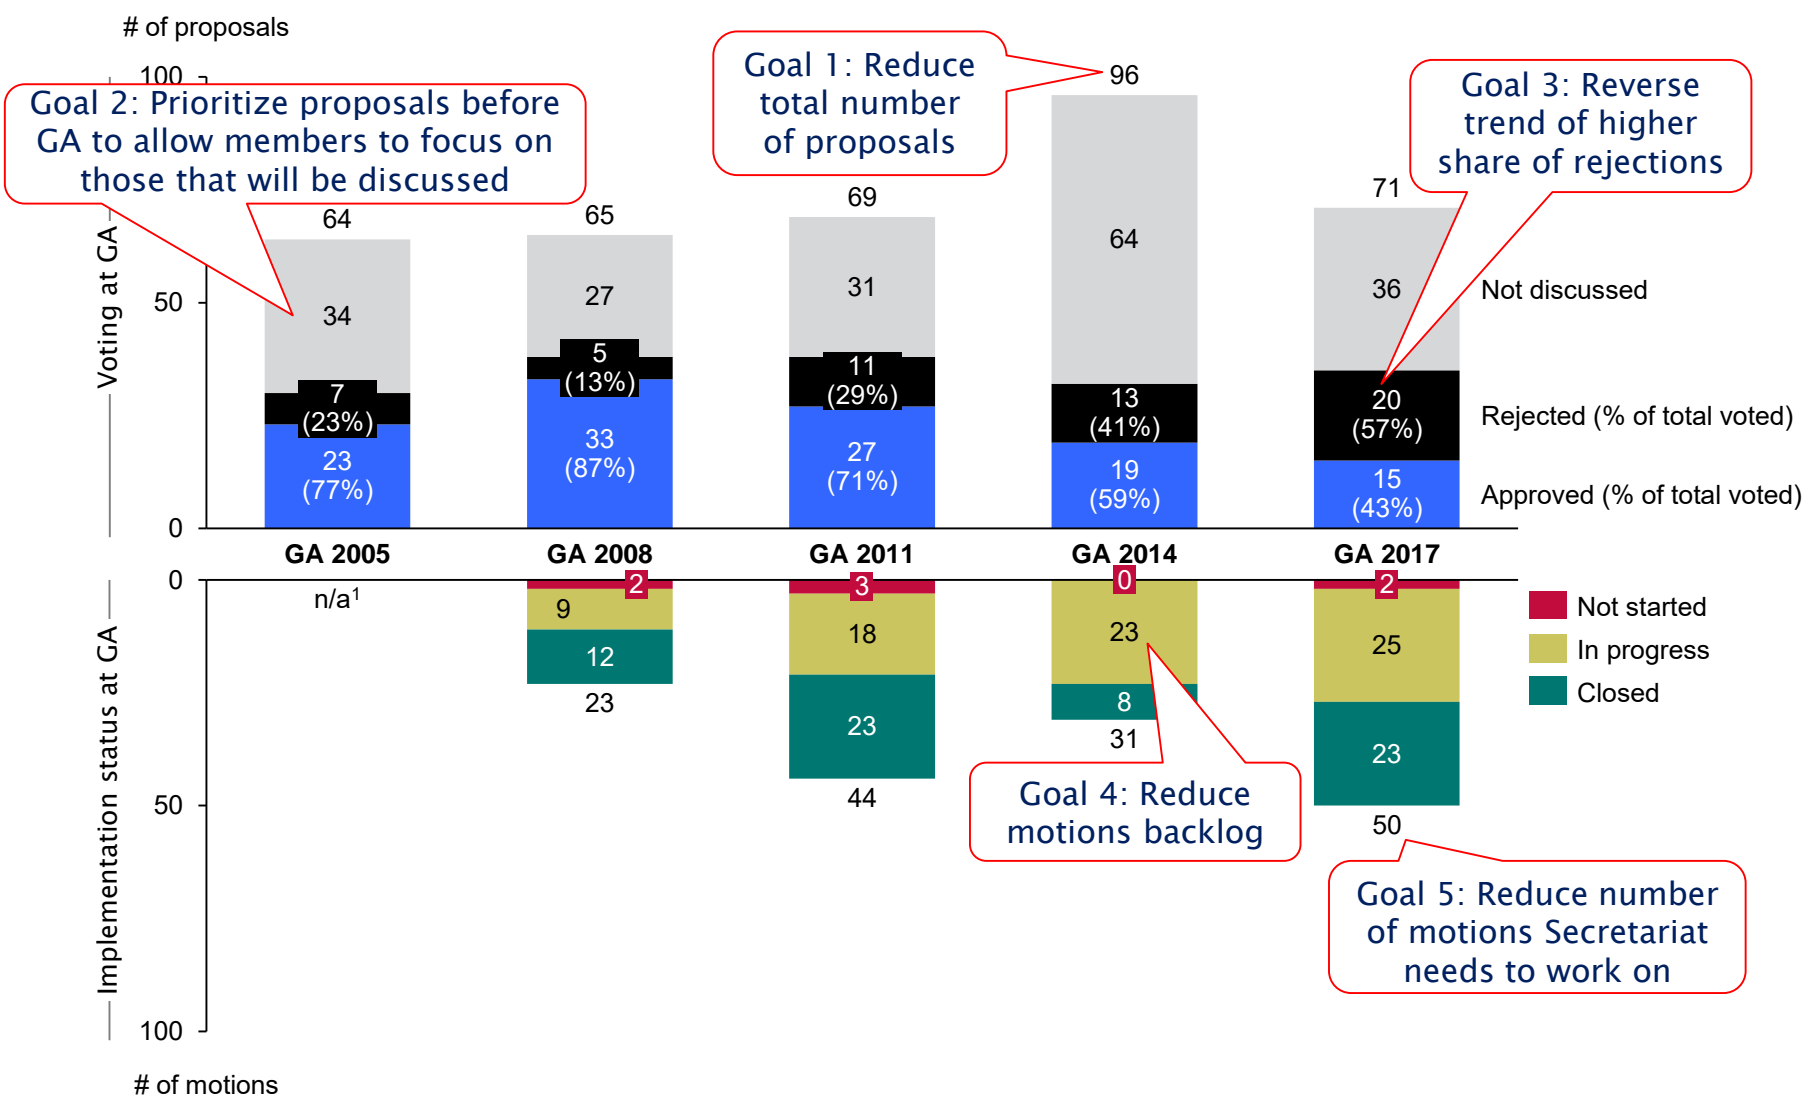 # of proposals
100
Goal 2: Prioritize proposals before
GA to allow members to focus on
those that will be discussed
Goal 1: Reduce
total number
of proposals
Goal 3: Reverse
trend of higher
share of rejections
Voting at GA
50
0
64
34
7
(23%)
23
(77%)
65
27
5
(13%)
33
(87%)
69
31
11
(29%)
27
(71%)
96
64
13
(41%)
19
(59%)
71
36
20
(57%)
15
(43%)
Not discussed
Rejected (% of total voted)
Approved (% of total voted)
GA 2005
GA 2008
GA 2011
GA 2014
GA 2017
Implementation status at GA
0
50
100
n/a¹
2
9
12
23
3
18
23
44
0
23
8
31
2
25
23
50
Not started
In progress
Closed
Goal 4: Reduce
motions backlog
Goal 5: Reduce number
of motions Secretariat
needs to work on
# of motions